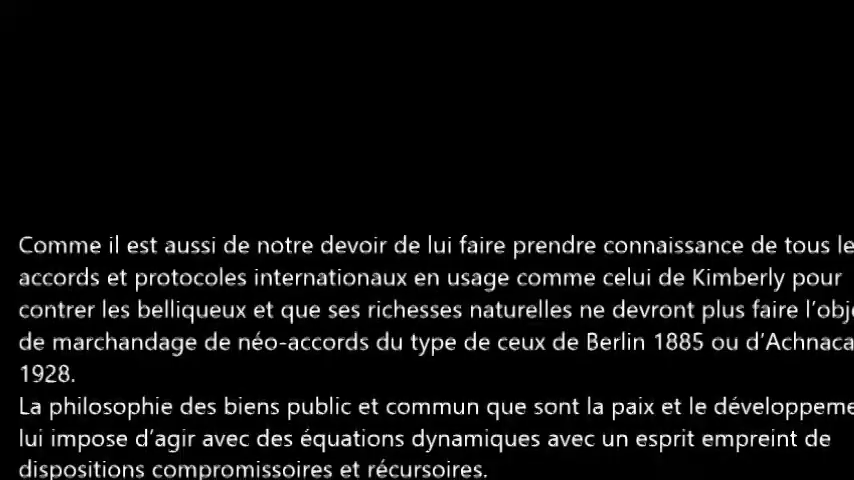 Comme il est aussi de notre devoir de lui faire prendre connaissance de tous le
accords et protocoles internationaux en usage comme celui de Kimberly pour
contrer les belliqueux et que ses richesses naturelles ne devront plus faire l’obj
de marchandage de néo-accords du type de ceux de Berlin 1885 ou d’Achnaca
1928.
La philosophie des biens public et commun que sont la paix et le développeme
lui impose d’agir avec des équations dynamiques avec un esprit empreint de
dispositions compromissoires et récursoires.